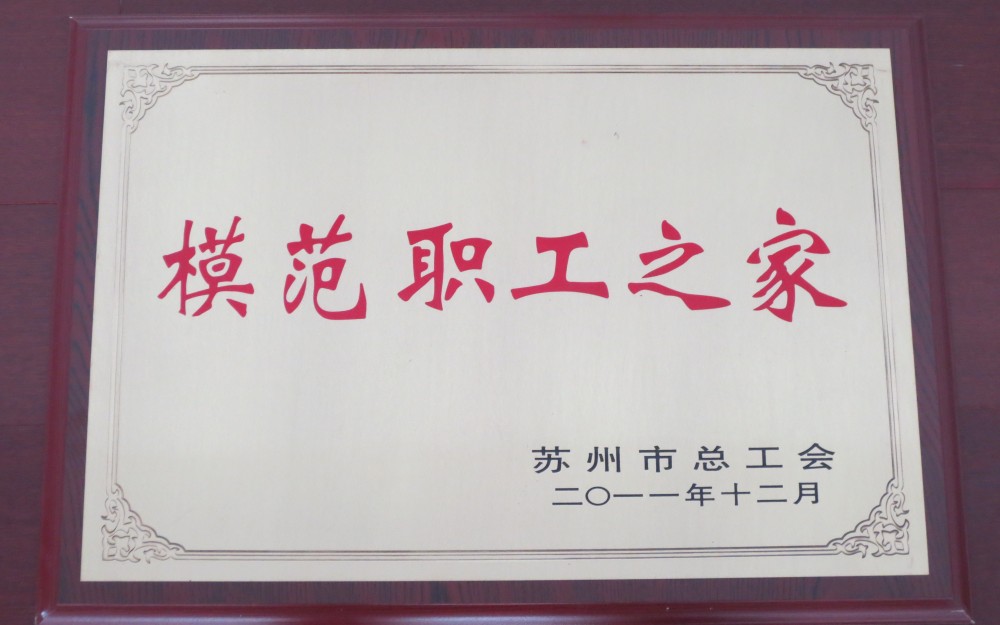 模范职工之家
苏州市总工会
二〇一一年十二月